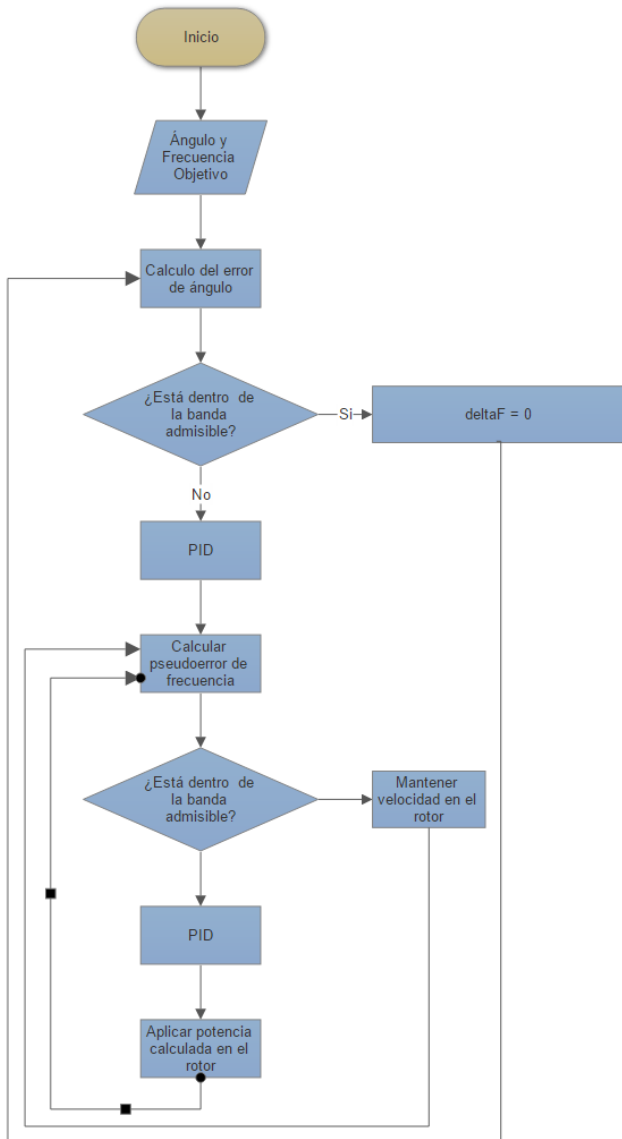 Inicio
Ángulo y
Frecuencia
Objetivo
Calculo del error
de ángulo
¿Está dentro de
la banda
admisible?
Si
deltaF = 0
No
PID
Calcular
pseudoerror de
frecuencia
¿Está dentro de
la banda
admisible?
Mantener
velocidad en el
rotor
PID
Aplicar potencia
calculada en el
rotor